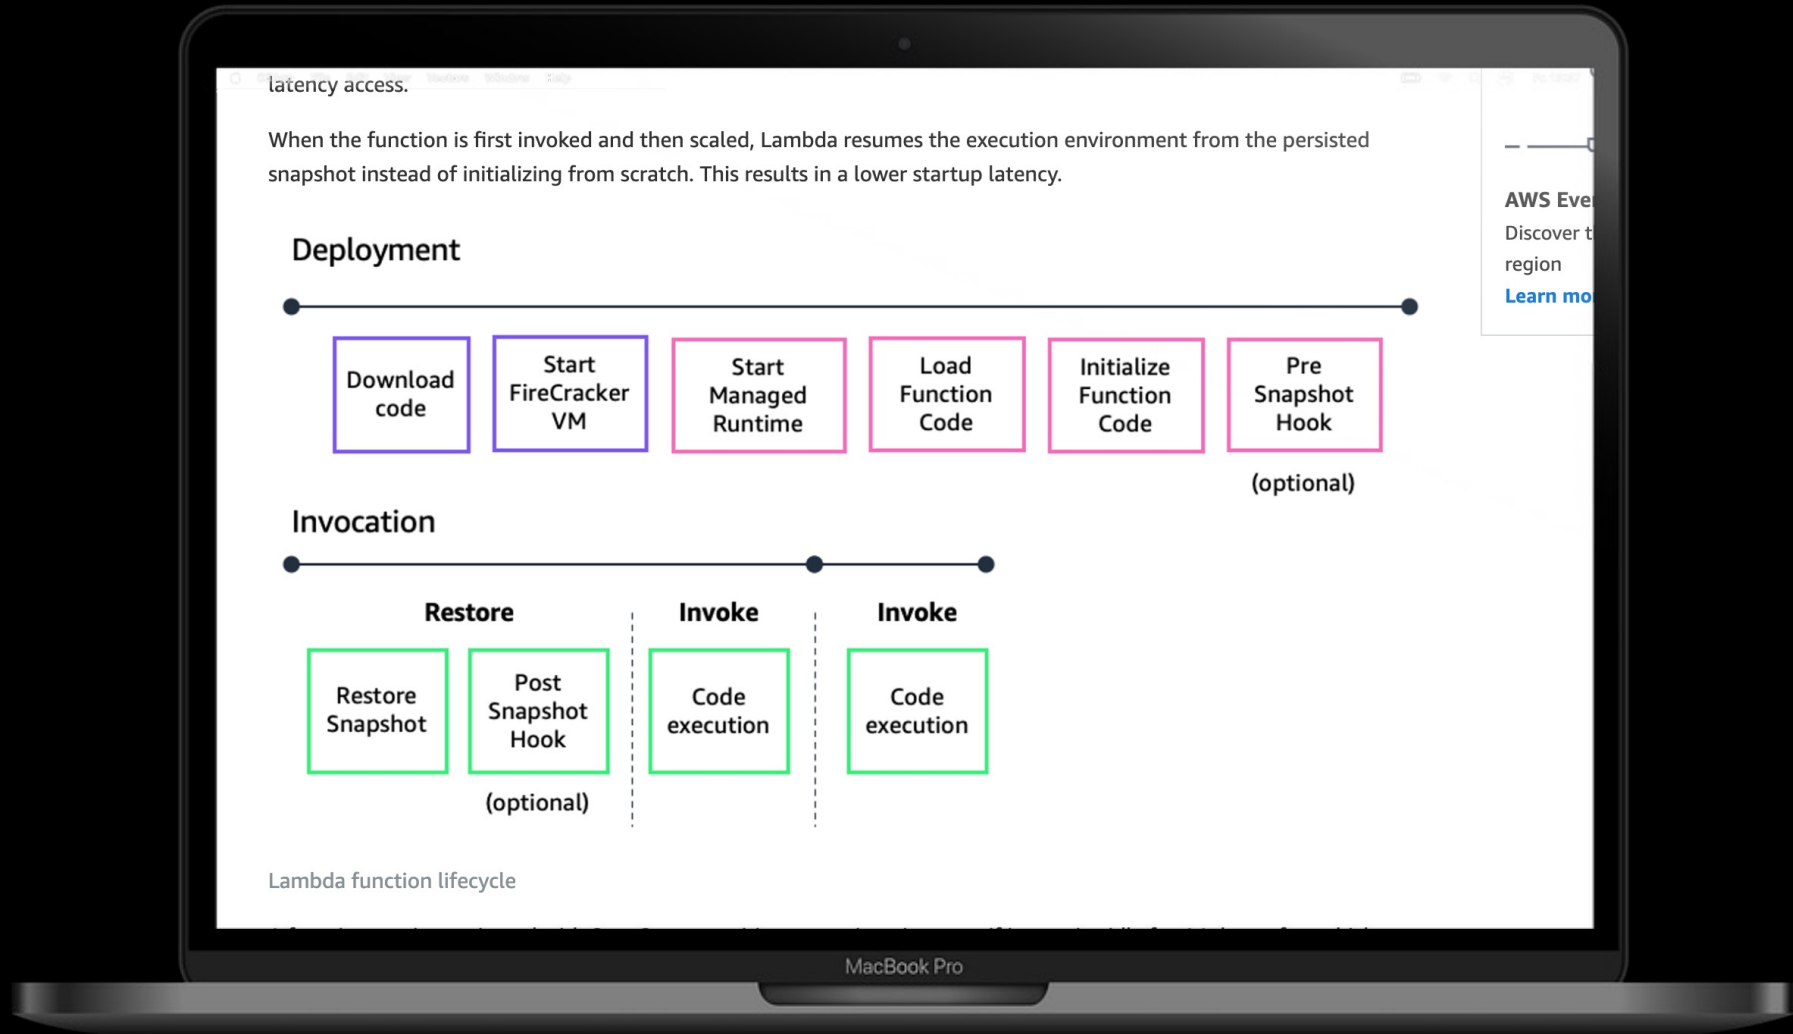 latency access.
When the function is first invoked and then scaled, Lambda resumes the execution environment from the persisted
snapshot instead of initializing from scratch. This results in a lower startup latency.
AWS Eve
Discover t
region
Learn mo
Deployment
Download
code
Start
FireCracker
VM
Start
Managed
Runtime
Load
Function
Code
Initialize
Function
Code
Pre
Snapshot
Hook
(optional)
Invocation
Restore
Invoke
Invoke
Restore
Snapshot
Post
Snapshot
Hook
(optional)
Code
execution
Code
execution
Lambda function lifecycle
MacBook Pro